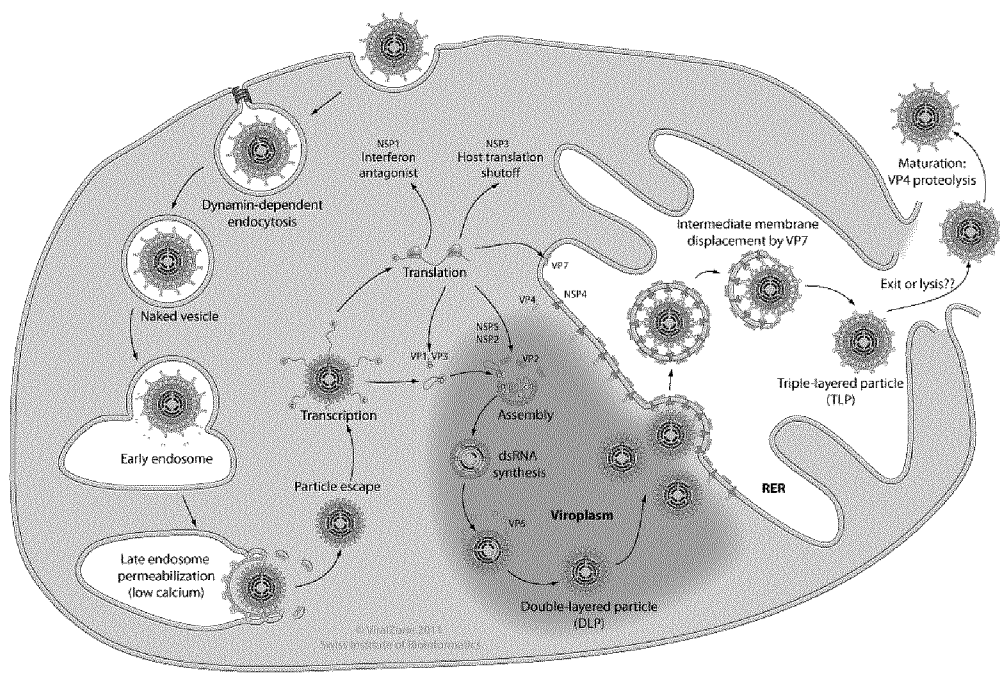 NSP1
Interferon
antagonist
NSP3
Host translation
shutoff
Maturation:
VP4 proteolysis
Dynamin-dependent
endocytosis
Intermediate membrane
displacement by VP7
Translation
VP7
Exit or lysis??
NSP4
VP4
Naked vesicle
NSP5
NSP2
VP1, VP3
VP2
Triple-layered particle
(TLP)
Transcription
Assembly
Early endosome
dsRNA
synthesis
Particle escape
RER
Viroplasm
VP6
Late endosome
permeabilization
(low calcium)
Double-layered particle
(DLP)
© ViralZone 2011
Swiss Institute of Bioinformatics